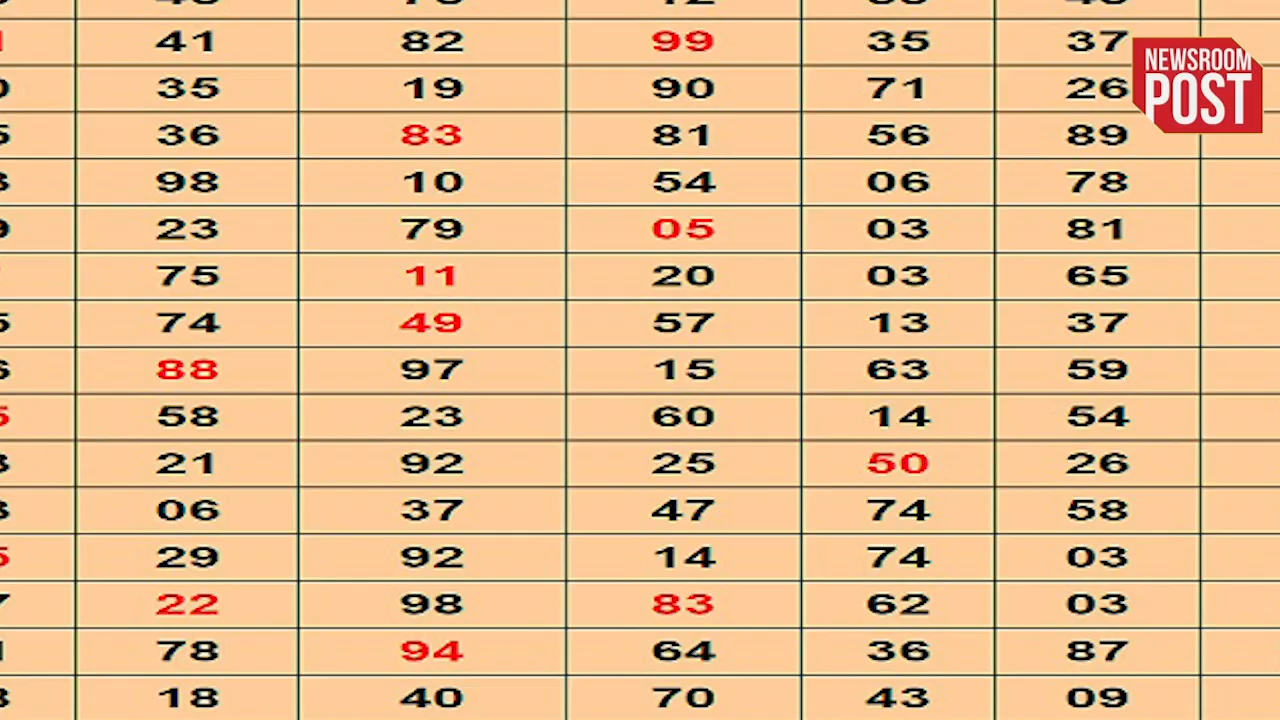 41 82 99 35 37
35 19 90 71 26
36 83 81 56 89
98 10 54 06 78
23 79 05 03 81
75 11 20 03 65
74 49 57 13 37
88 97 15 63 59
58 23 60 14 54
21 92 25 50 26
06 37 47 74 58
29 92 14 74 03
22 98 83 62 03
78 94 64 36 87
18 40 70 43 09
NEWSROOM
POST